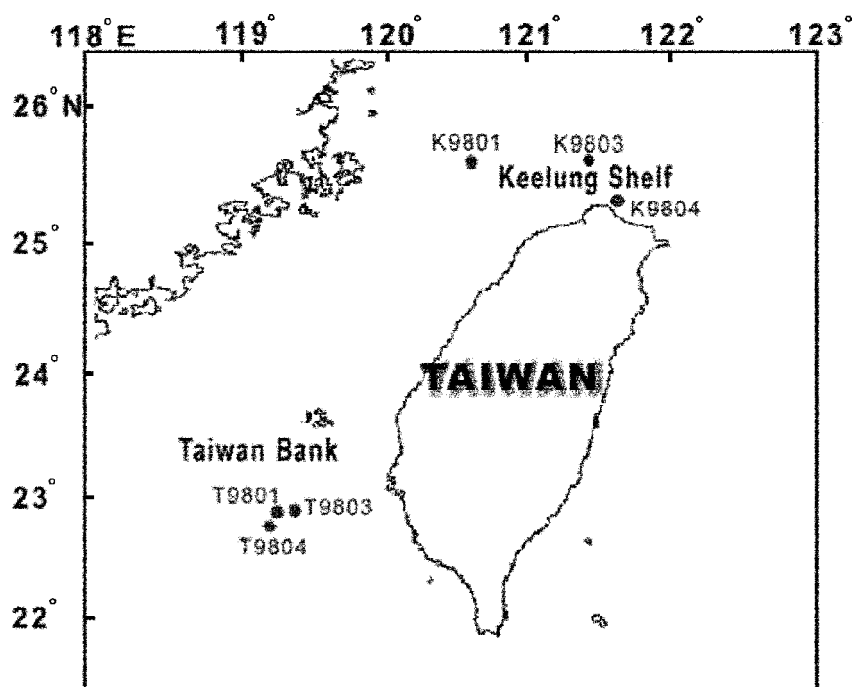 118°E 119° 120° 121° 122° 123°
26°N
K9801 K9803
Keelung Shelf
K9804
25°
24°
TAIWAN
Taiwan Bank
23°
T9801 T9803
T9804
22°